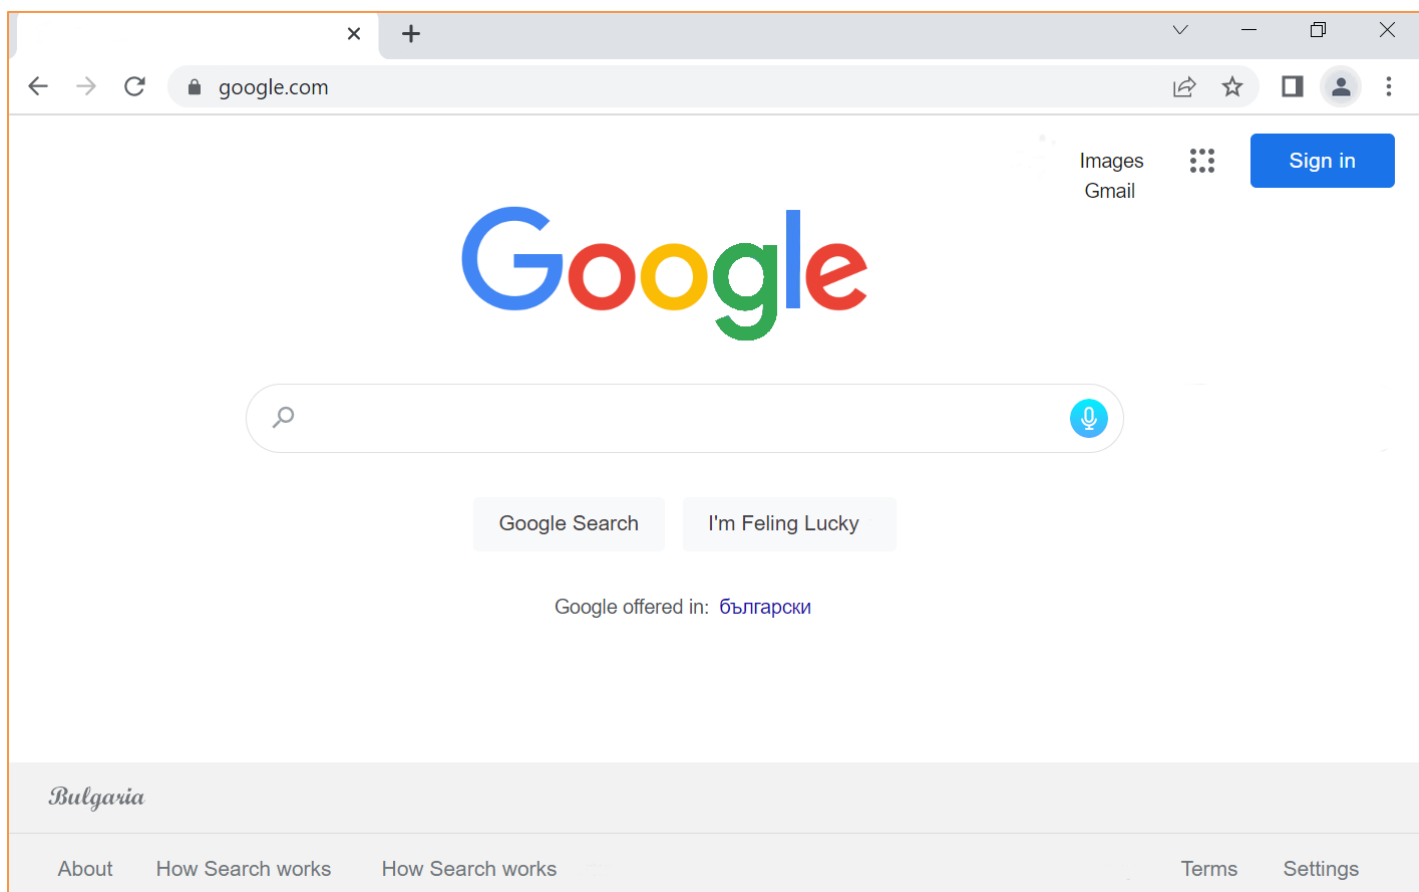 google.com
Images
Gmail
Sign in
Google
Google Search
I'm Feling Lucky
Google offered in: български
Bulgaria
About
How Search works
How Search works
Terms
Settings